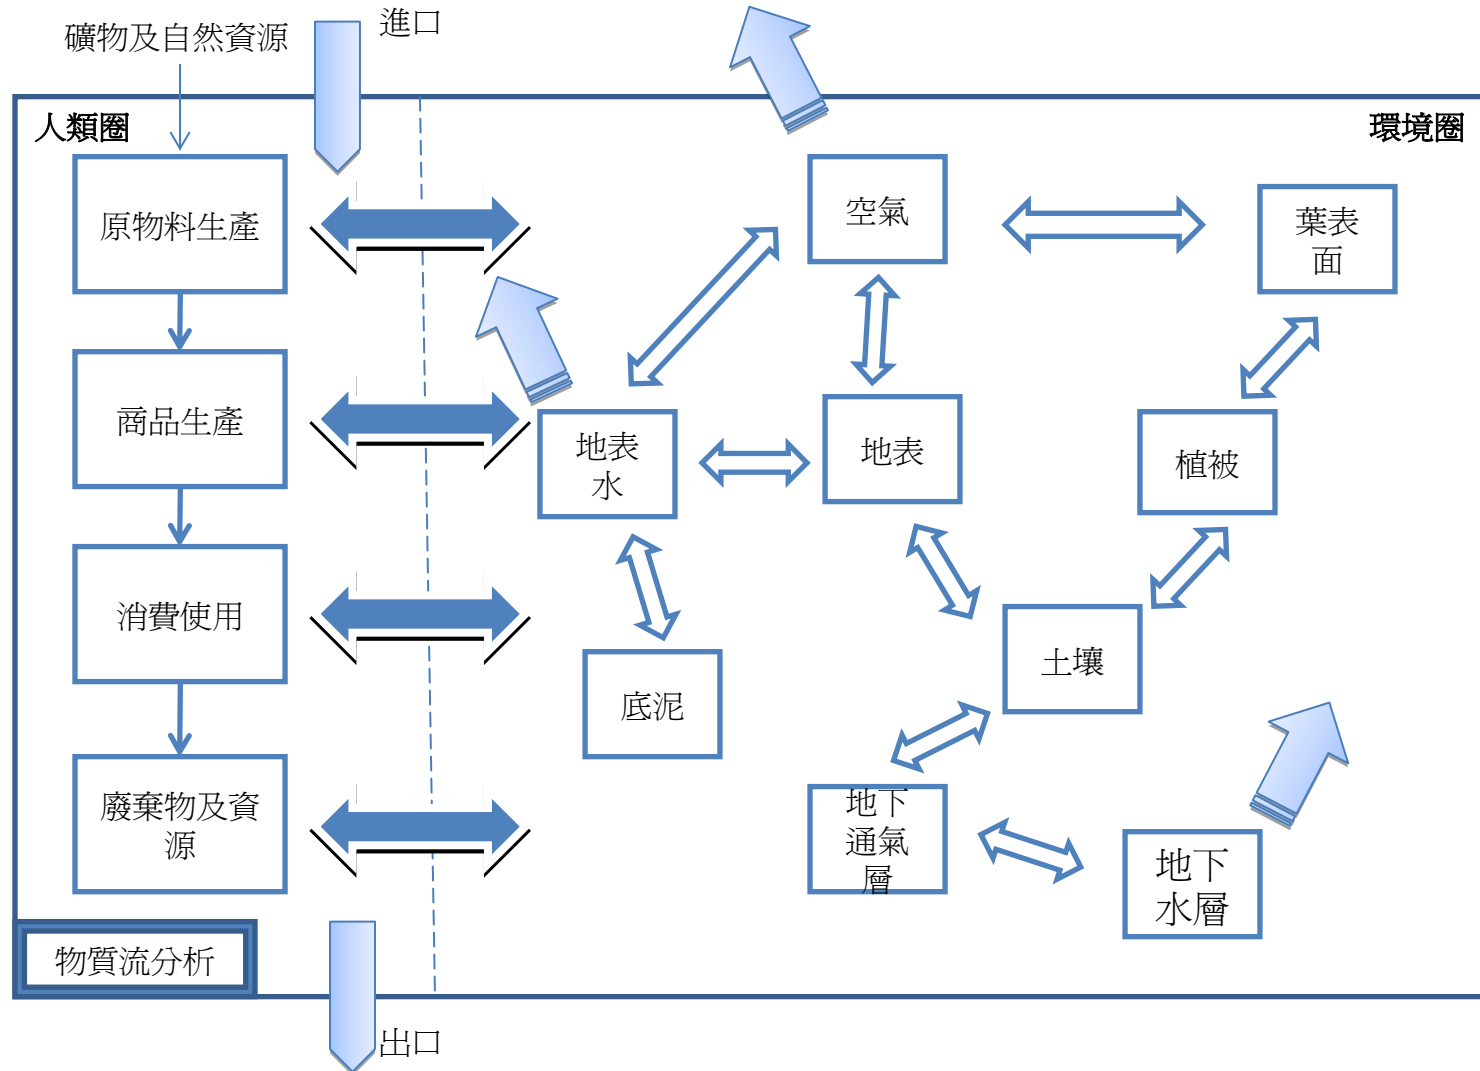 進口
礦物及自然資源
人類圈
環境圈
原物料生產
空氣
葉表
面
商品生產
地表
水
地表
植被
消費使用
土壤
底泥
廢棄物及資
源
地下
通氣
層
地下
水層
物質流分析
出口